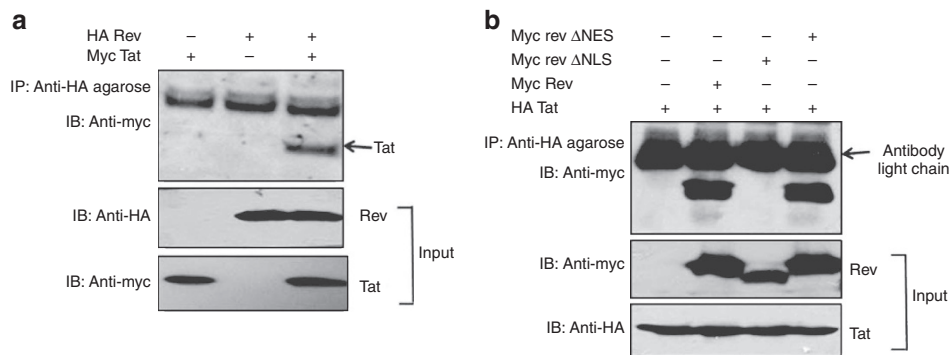 a
HA Rev – + +
Myc Tat + – +
IP: Anti-HA agarose
IB: Anti-myc
Tat
IB: Anti-HA
Rev
IB: Anti-myc
Tat
Input
b
Myc rev ΔNES – – – +
Myc rev ΔNLS – – + –
Myc Rev – + – –
HA Tat + + + +
IP: Anti-HA agarose
IB: Anti-myc
Antibody
light chain
IB: Anti-myc
Rev
IB: Anti-HA
Tat
Input